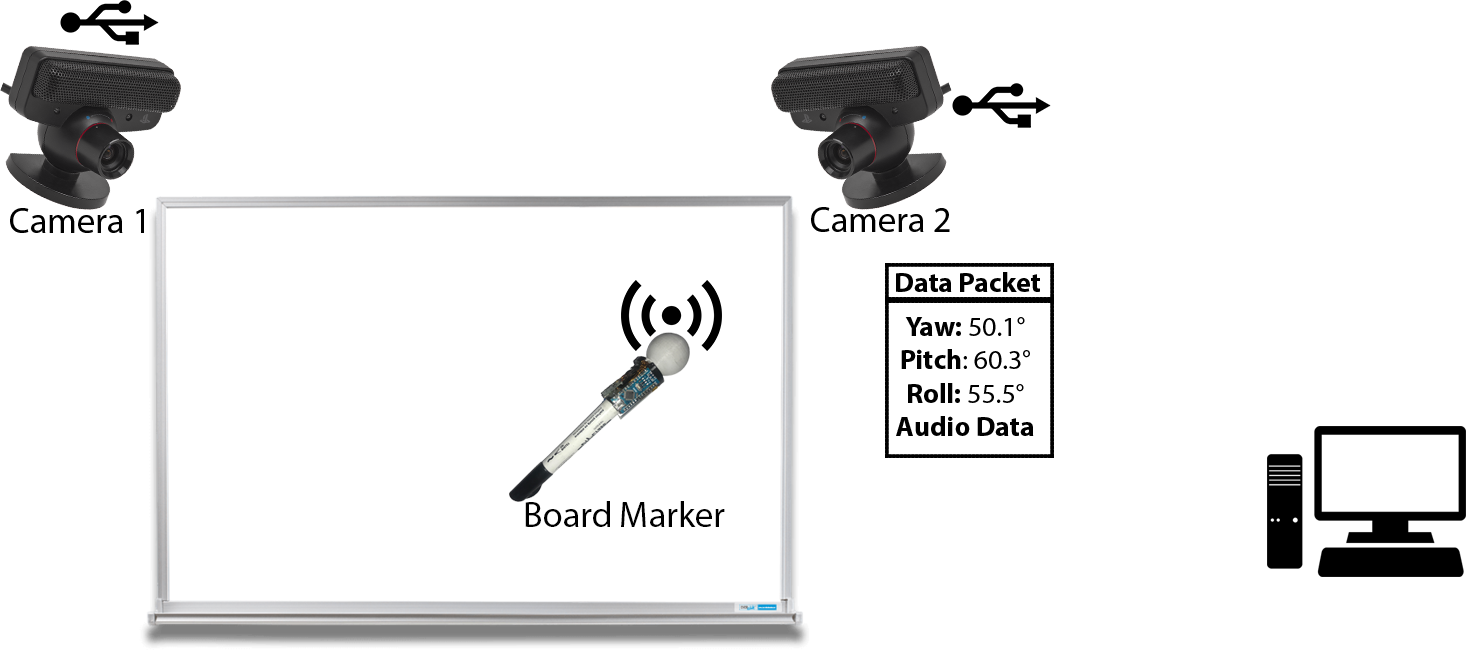 Camera 1
Camera 2
Data Packet
Yaw: 50.1°
Pitch: 60.3°
Roll: 55.5°
Audio Data
Board Marker